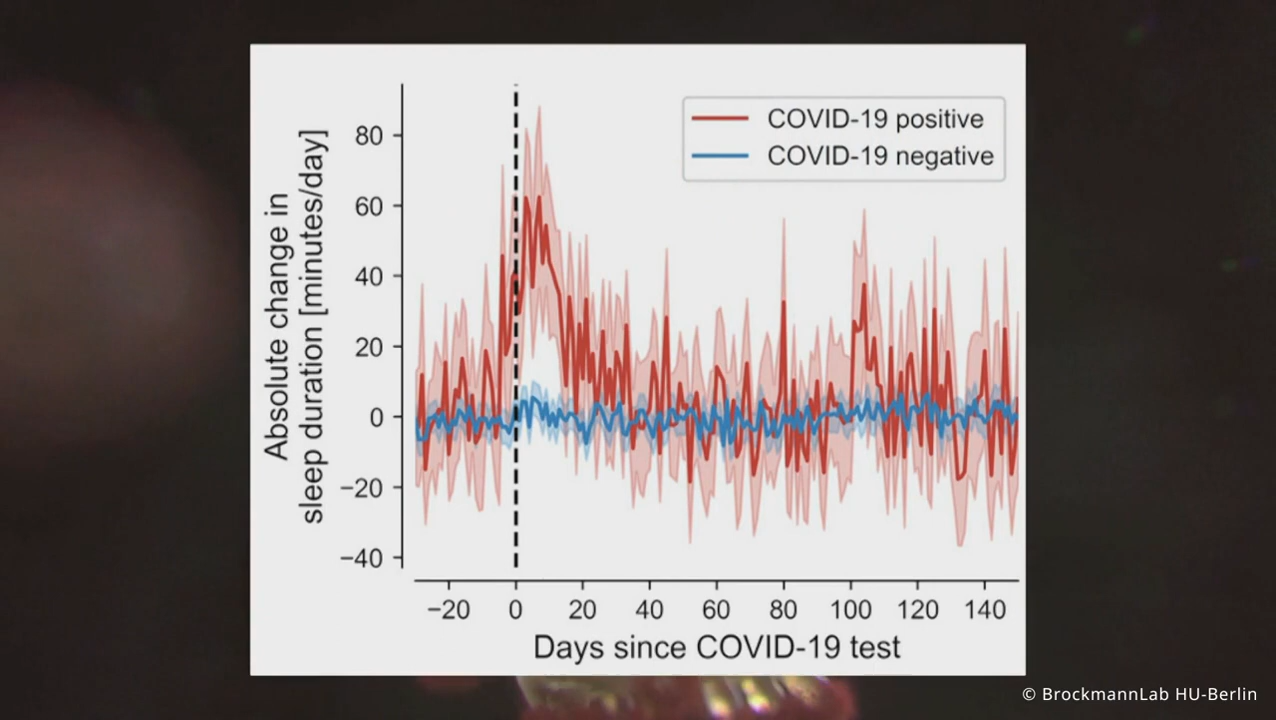 COVID-19 positive
COVID-19 negative
Absolute change in
sleep duration [minutes/day]
80
60
40
20
0
−20
−40
−20 0 20 40 60 80 100 120 140
Days since COVID-19 test
© BrockmannLab HU-Berlin